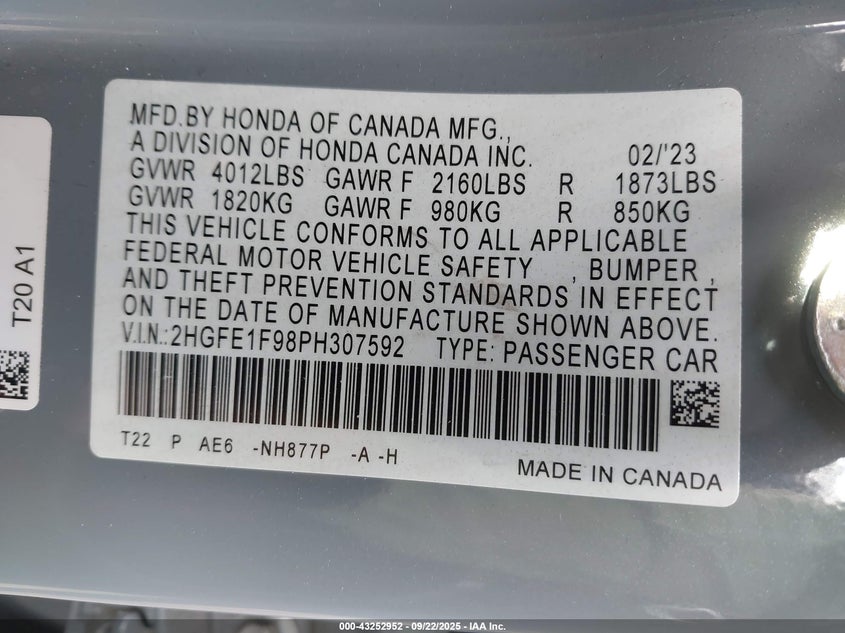 MFD.BY HONDA OF CANADA MFG.,
A DIVISION OF HONDA CANADA INC. 02/'23
GVWR 4012LBS GAWR F 2160LBS R 1873LBS
GVWR 1820KG GAWR F 980KG R 850KG
THIS VEHICLE CONFORMS TO ALL APPLICABLE
FEDERAL MOTOR VEHICLE SAFETY , BUMPER ,
AND THEFT PREVENTION STANDARDS IN EFFECT
ON THE DATE OF MANUFACTURE SHOWN ABOVE.
V.I.N.:2HGFE1F98PH307592 TYPE: PASSENGER CAR
T22 P AE6 -NH877P -A -H
MADE IN CANADA
T20 A1
000-43252952 - 09/22/2025 - IAA Inc.